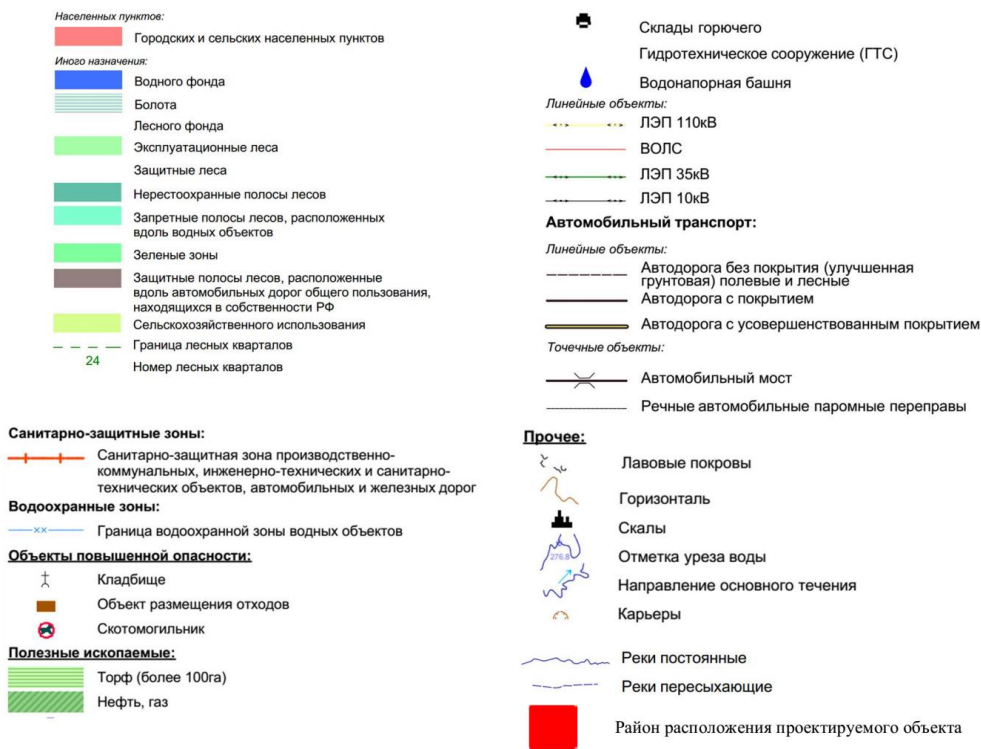 Населенных пунктов:
Городских и сельских населенных пунктов
Иного назначения:
Водного фонда
Болота
Лесного фонда
Эксплуатационные леса
Защитные леса
Нерестоохранные полосы лесов
Запретные полосы лесов, расположенных
вдоль водных объектов
Зеленые зоны
Защитные полосы лесов, расположенные
вдоль автомобильных дорог общего пользования,
находящихся в собственности РФ
Сельскохозяйственного использования
Граница лесных кварталов
24
Номер лесных кварталов
Склады горючего
Гидротехническое сооружение (ГТС)
Водонапорная башня
Линейные объекты:
ЛЭП 110кВ
ВОЛС
ЛЭП 35кВ
ЛЭП 10кВ
Автомобильный транспорт:
Линейные объекты:
Автодорога без покрытия (улучшенная
грунтовая) полевые и лесные
Автодорога с покрытием
Автодорога с усовершенствованным покрытием
Точечные объекты:
Автомобильный мост
Речные автомобильные паромные переправы
Санитарно-защитные зоны:
Санитарно-защитная зона производственно-
коммунальных, инженерно-технических и санитарно-
технических объектов, автомобильных и железных дорог
Водоохранные зоны:
Граница водоохранной зоны водных объектов
Объекты повышенной опасности:
Кладбище
Объект размещения отходов
Скотомогильник
Полезные ископаемые:
Торф (более 100га)
Нефть, газ
Прочее:
Лавовые покровы
Горизонталь
Скалы
276.8
Отметка уреза воды
Направление основного течения
Карьеры
Реки постоянные
Реки пересыхающие
Район расположения проектируемого объекта